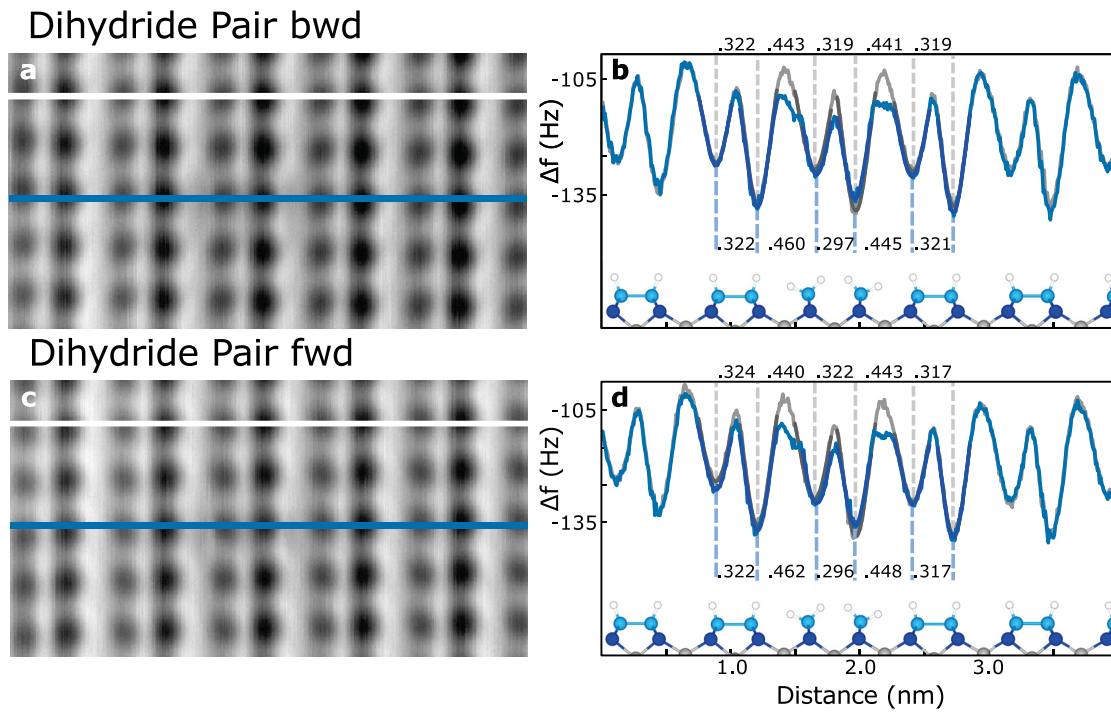 Dihydride Pair bwd
a
.322 .443 .319 .441 .319
b
-105
-135
Δf (Hz)
.322 .460 .297 .445 .321
Dihydride Pair fwd
c
.324 .440 .322 .443 .317
d
-105
-135
Δf (Hz)
.322 .462 .296 .448 .317
1.0 2.0 3.0
Distance (nm)